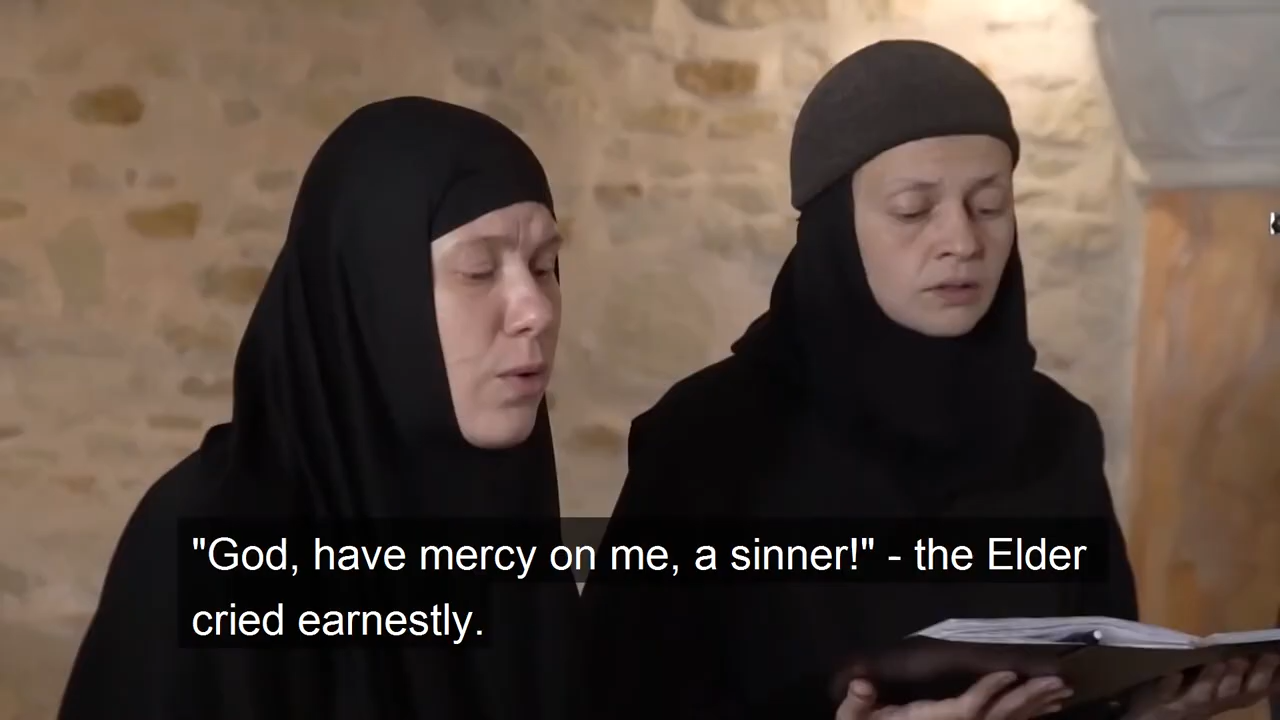 "God, have mercy on me, a sinner!" - the Elder
cried earnestly.